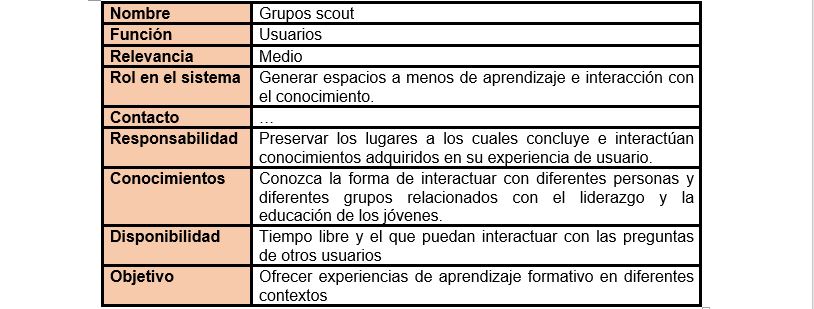 Nombre Grupos scout
Función Usuarios
Relevancia Medio
Rol en el sistema Generar espacios a menos de aprendizaje e interacción con
el conocimiento.
Contacto …
Responsabilidad Preservar los lugares a los cuales concluye e interactúan
conocimientos adquiridos en su experiencia de usuario.
Conocimientos Conozca la forma de interactuar con diferentes personas y
diferentes grupos relacionados con el liderazgo y la
educación de los jóvenes.
Disponibilidad Tiempo libre y el que puedan interactuar con las preguntas
de otros usuarios
Objetivo Ofrecer experiencias de aprendizaje formativo en diferentes
contextos